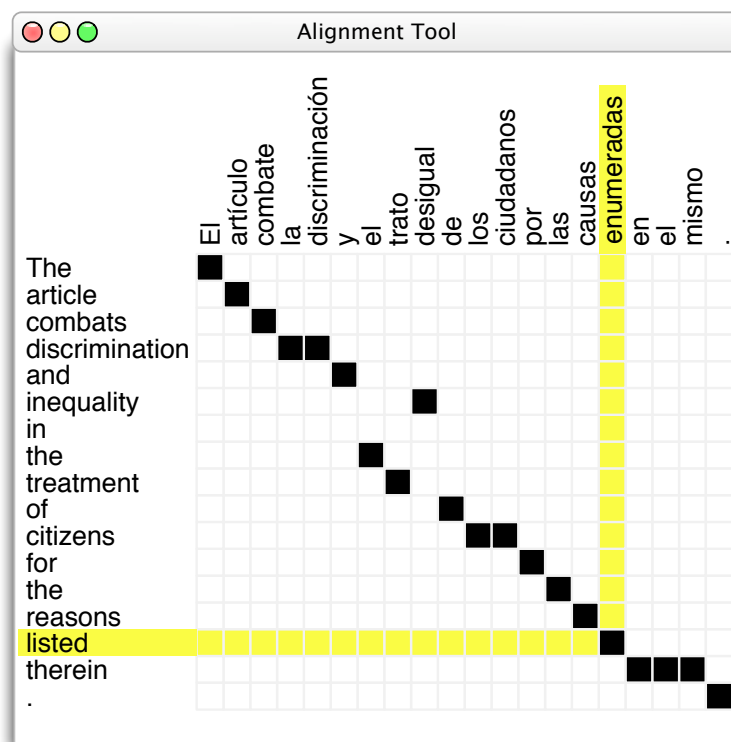 Alignment Tool
El
artículo
combate
la
discriminación
y
el
trato
desigual
de
los
ciudadanos
por
las
causas
enumeradas
en
el
mismo
.
The
article
combats
discrimination
and
inequality
in
the
treatment
of
citizens
for
the
reasons
listed
therein
.